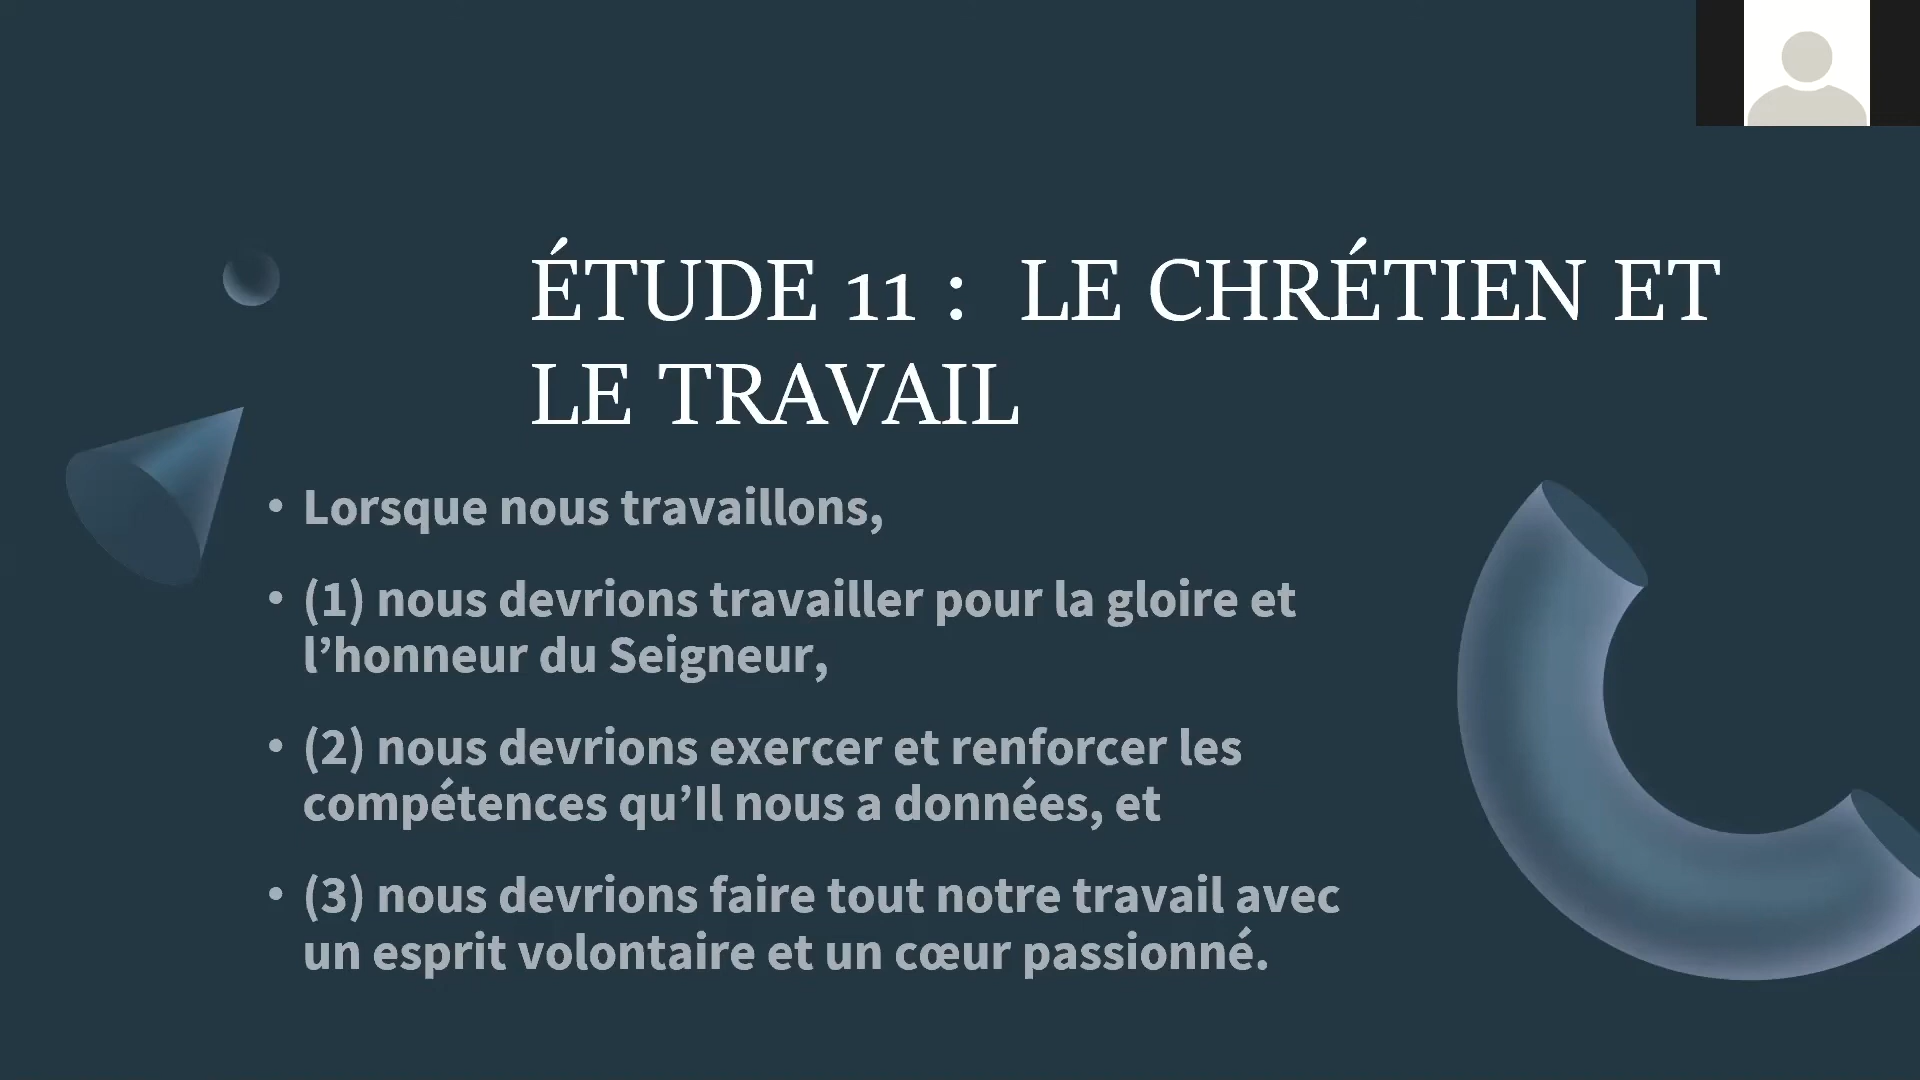 ÉTUDE 11 : LE CHRÉTIEN ET
LE TRAVAIL
• Lorsque nous travaillons,
• (1) nous devrions travailler pour la gloire et
l’honneur du Seigneur,
• (2) nous devrions exercer et renforcer les
compétences qu’Il nous a données, et
• (3) nous devrions faire tout notre travail avec
un esprit volontaire et un cœur passionné.